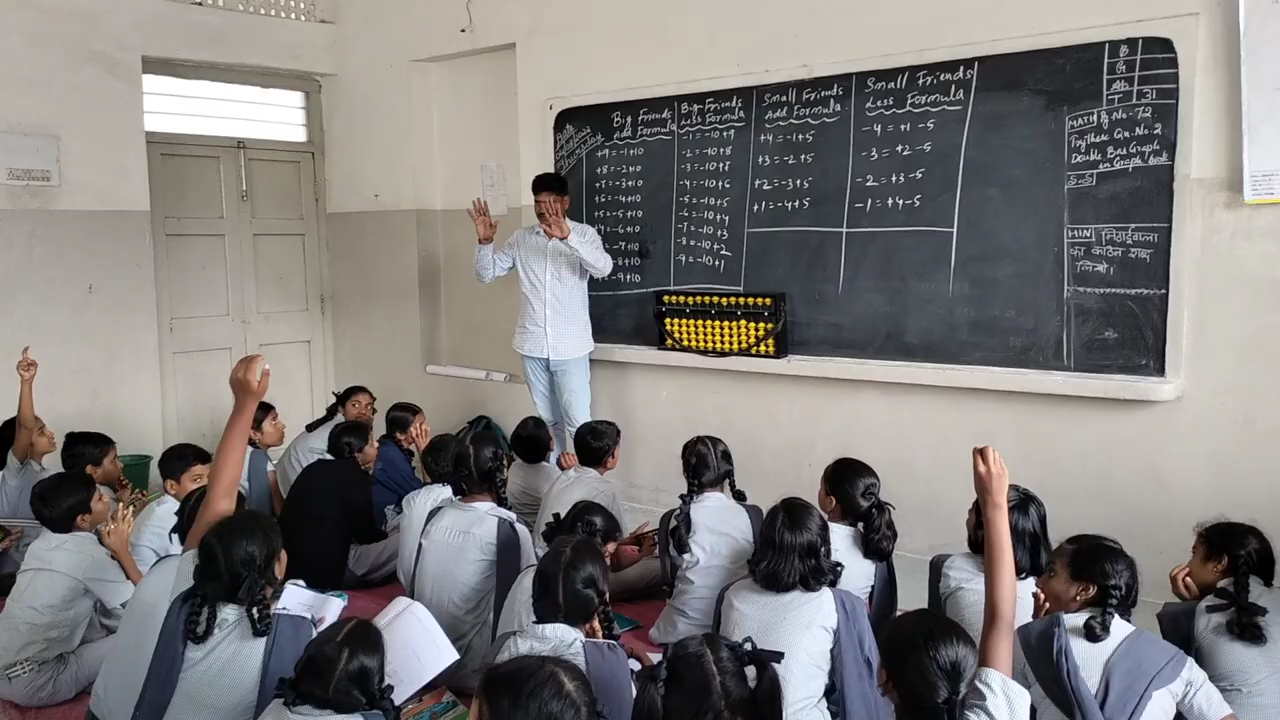 Big Friends
Add Formula
+9 = -1+10
+8 = -2+10
+7 = -3+10
+6 = -4+10
+5 = -5+10
+4 = -6+10
= -7+10
-8+10
= -9+10
Big Friends
Less Formula
-1 = -10+9
-2 = -10+8
-3 = -10+7
-4 = -10+6
-5 = -10+5
-6 = -10+4
-7 = -10+3
-8 = -10+2
-9 = -10+1
Small Friends
Add Formula
+4 = -1+5
+3 = -2+5
+2 = -3+5
+1 = -4+5
Small Friends
Less Formula
-4 = +1 -5
-3 = +2-5
-2 = +3-5
-1 = +4-5
B
G
Ab
T 31
MATH Pg.No-72
Try These Qn.No.2
Double Bar Graph
in Graph book
S.S
HIN मिठाईवाला
का कठिन शब्द
लिखो।